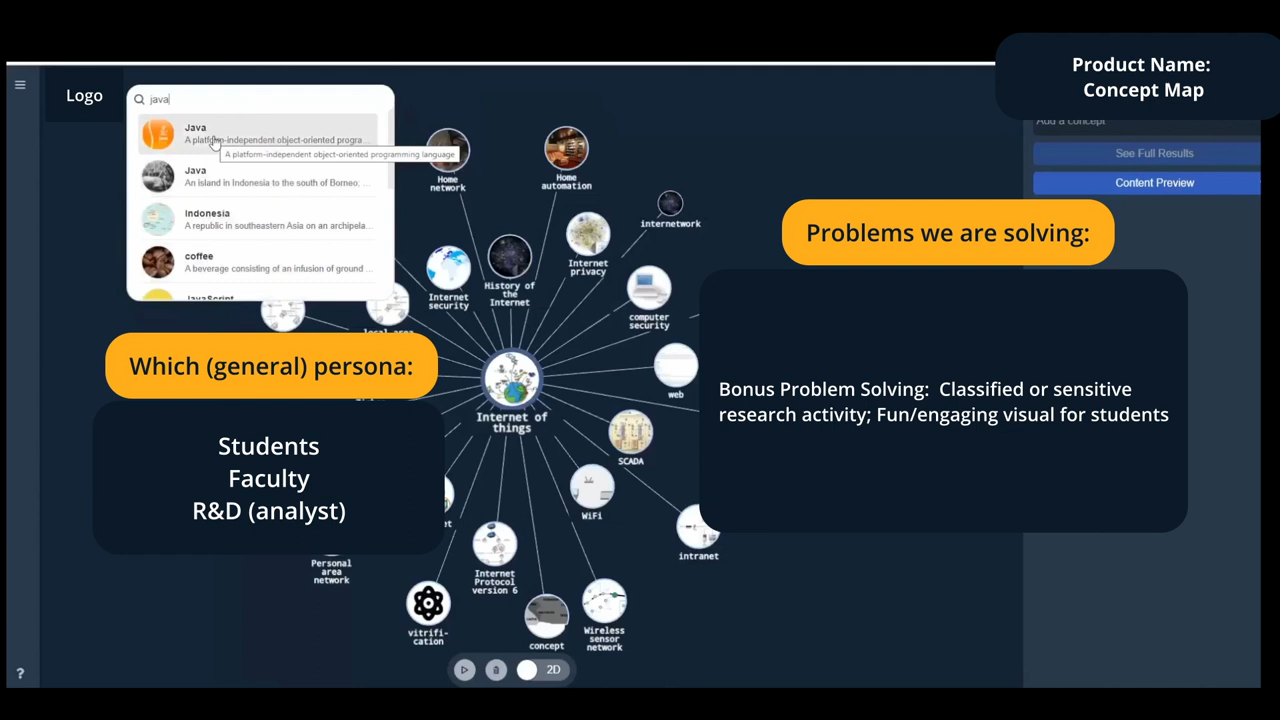 Product Name:
Concept Map
Logo
java
Java
A platform-independent object-oriented progra...
A platform-independent object-oriented programming language
Java
An island in Indonesia to the south of Borneo; ...
Indonesia
A republic in southeastern Asia on an archipela...
coffee
A beverage consisting of an infusion of ground ...
JavaScript
Add a concept
See Full Results
Content Preview
Home
network
Home
automation
internetwork
Internet
privacy
Internet
security
History of
the
Internet
computer
security
local area
web
Internet of
things
SCADA
WiFi
intranet
Personal
area
network
Internet
Protocol
version 6
vitrifi-
cation
concept
Wireless
sensor
network
Problems we are solving:
Bonus Problem Solving: Classified or sensitive
research activity; Fun/engaging visual for students
Which (general) persona:
Students
Faculty
R&D (analyst)
2D
?